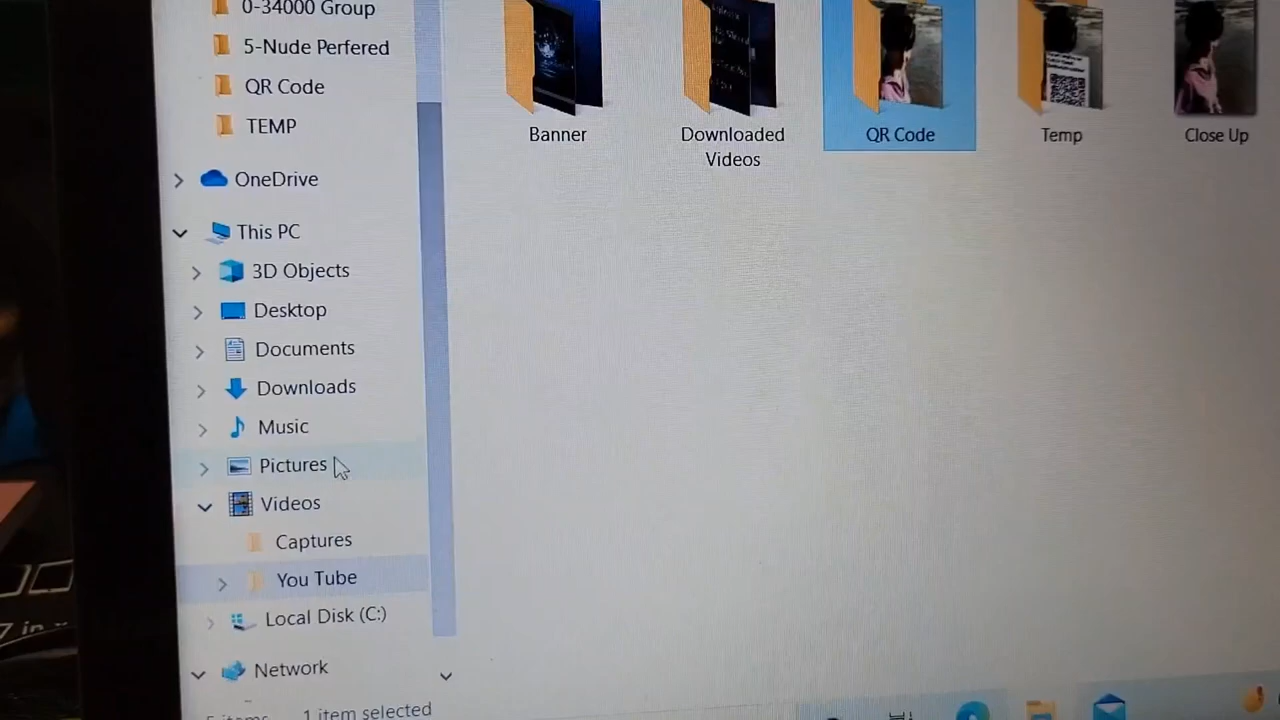 0-34000 Group
5-Nude Perfered
QR Code
TEMP
OneDrive
This PC
3D Objects
Desktop
Documents
Downloads
Music
Pictures
Videos
Captures
You Tube
Local Disk (C:)
Network
Banner
Downloaded
Videos
QR Code
Temp
Close Up
1 item selected